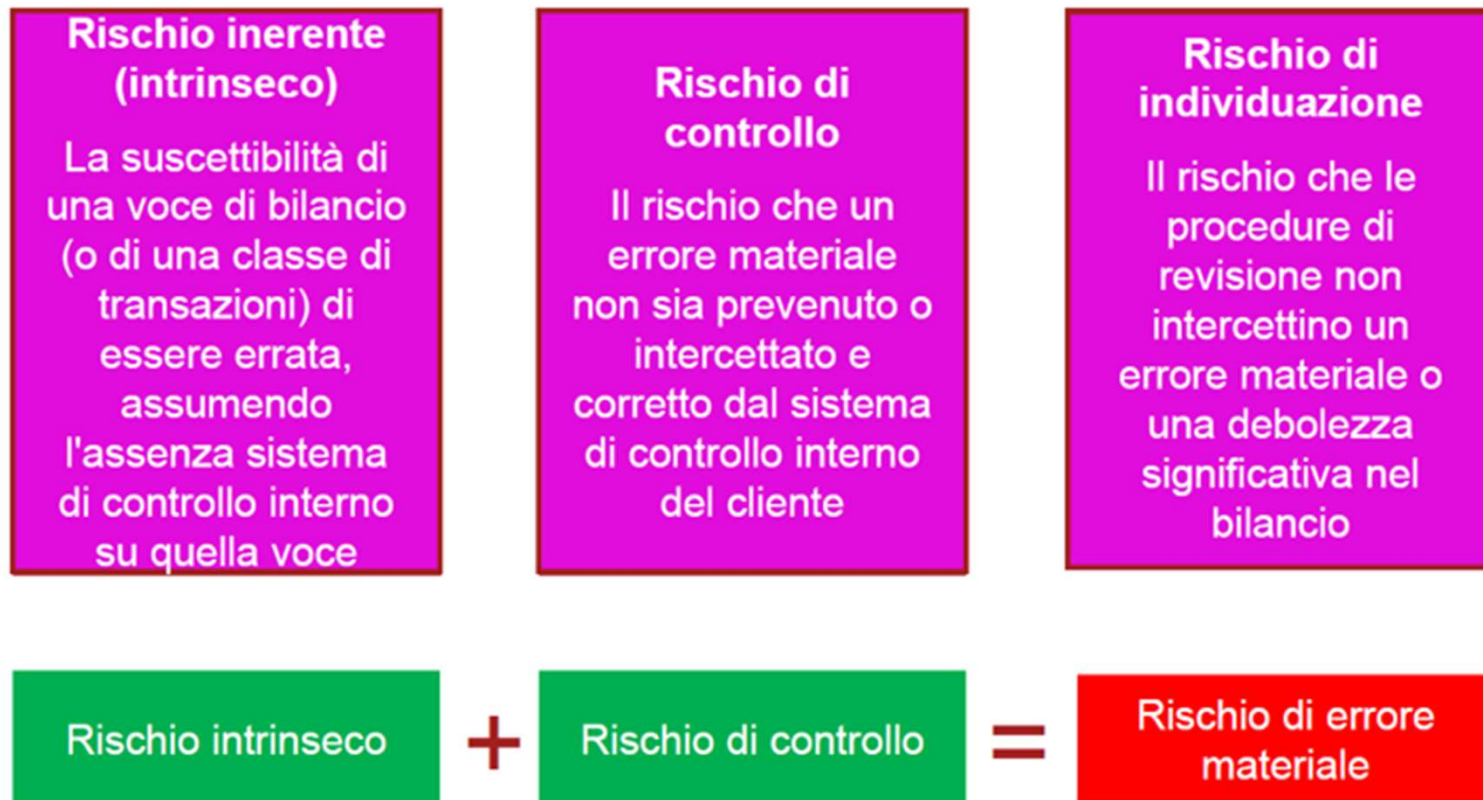 Rischio inerente
(intrinseco)
La suscettibilità di
una voce di bilancio
(o di una classe di
transazioni) di
essere errata,
assumendo
l'assenza sistema
di controllo interno
su quella voce
Rischio di
controllo
Il rischio che un
errore materiale
non sia prevenuto o
intercettato e
corretto dal sistema
di controllo interno
del cliente
Rischio di
individuazione
Il rischio che le
procedure di
revisione non
intercettino un
errore materiale o
una debolezza
significativa nel
bilancio
Rischio intrinseco
+
Rischio di controllo
=
Rischio di errore
materiale